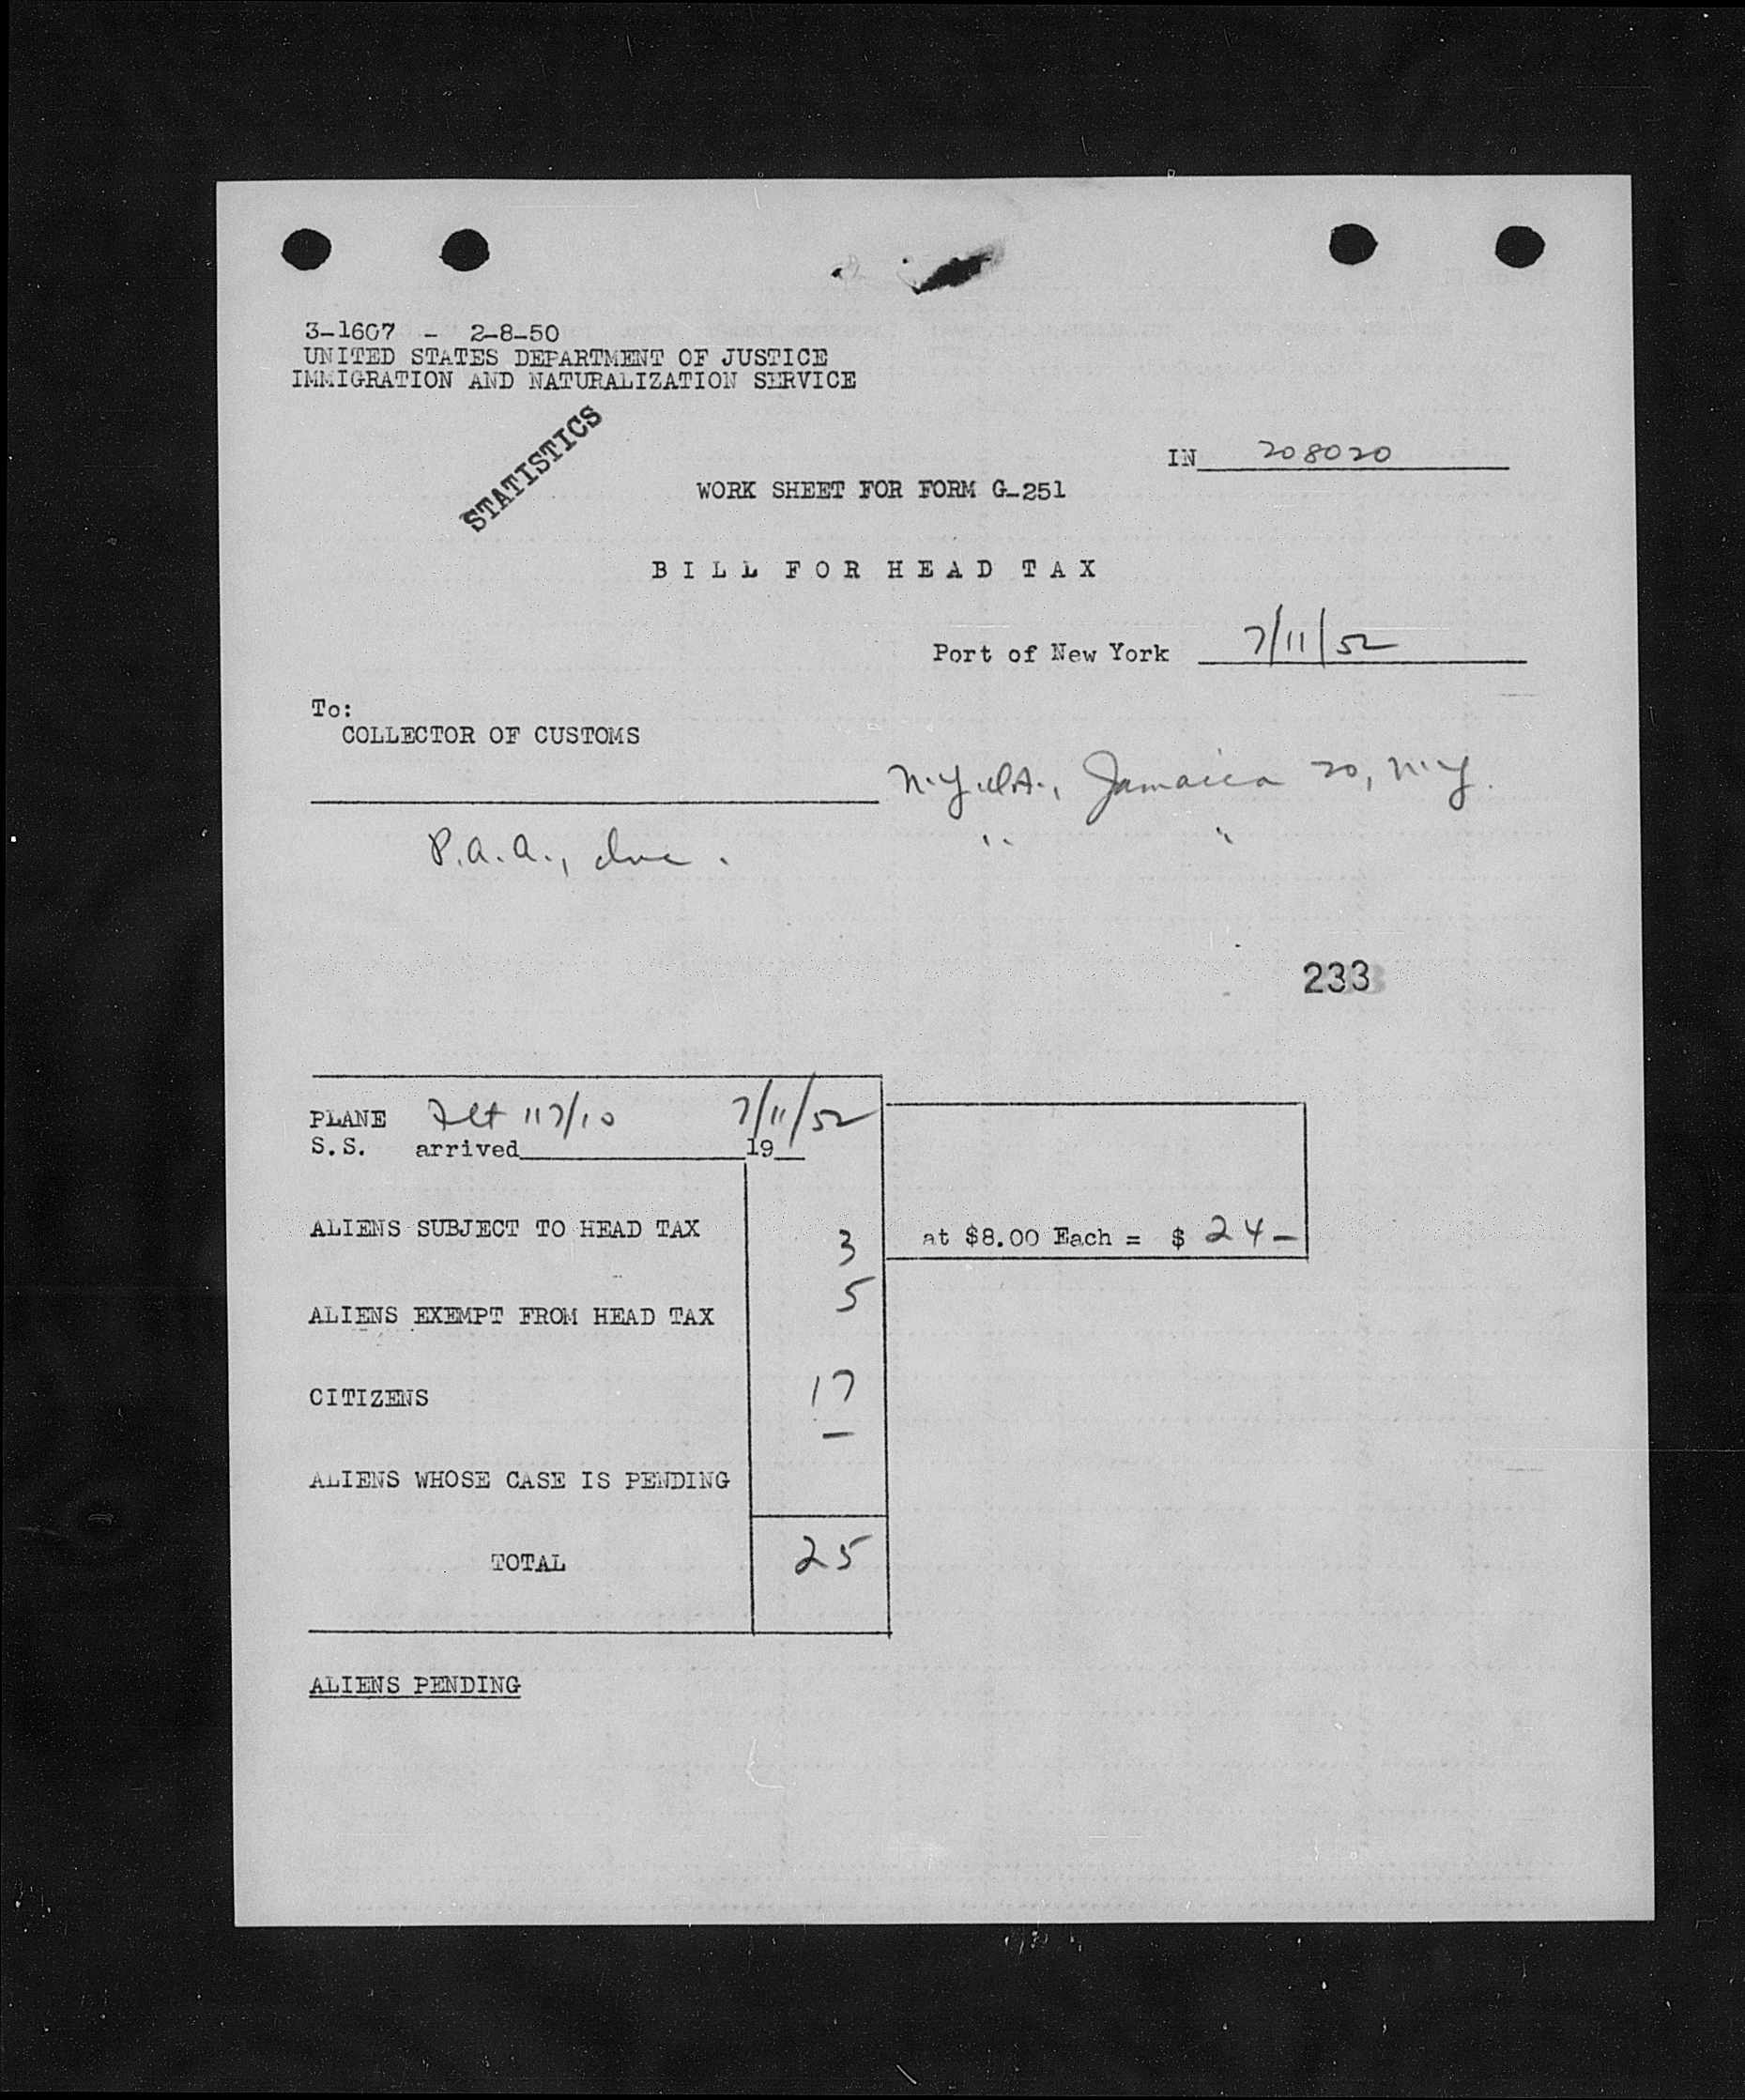 3-1607 - 2-8-50
UNITED STATES DEPARTMENT OF JUSTICE
IMMIGRATION AND NATURALIZATION SERVICE
STATISTICS
IN 208020
WORK SHEET FOR FORM G-251
BILL FOR HEAD TAX
Port of New York 7/11/52
To:
COLLECTOR OF CUSTOMS
N.Y.I.A., Jamaica 20, N.Y.
P.A.A., Inc. " "
233
PLANE Flt 117/10 7/11/52
S.S. arrived 19
ALIENS SUBJECT TO HEAD TAX 3 at $8.00 Each = $ 24-
ALIENS EXEMPT FROM HEAD TAX 5
CITIZENS 17
ALIENS WHOSE CASE IS PENDING -
TOTAL 25
ALIENS PENDING